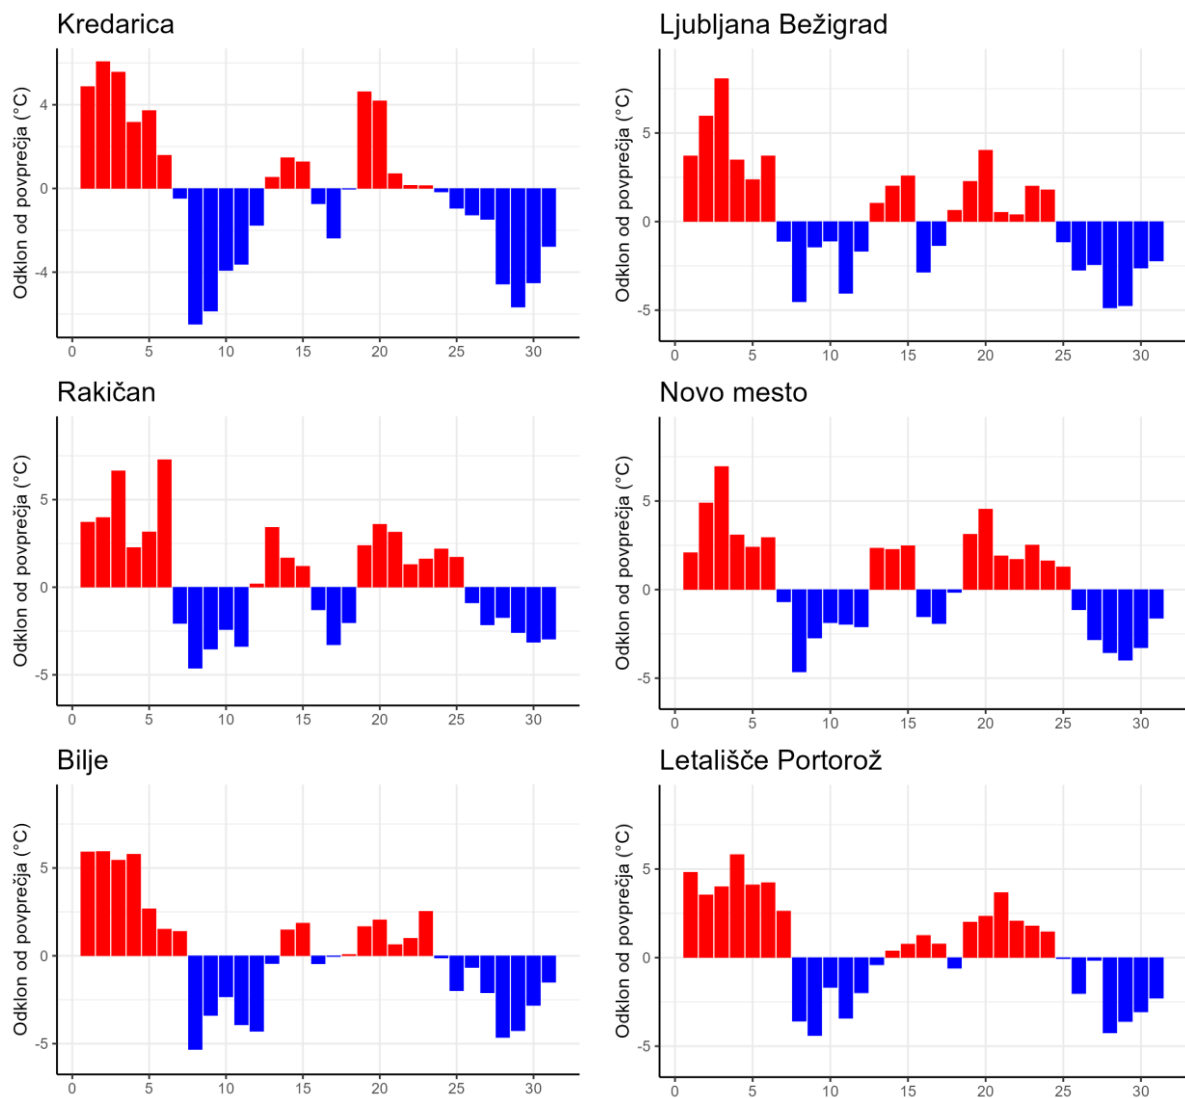 Kredarica
Odklon od povprečja (°C)
4
0
-4
0 5 10 15 20 25 30
Ljubljana Bežigrad
Odklon od povprečja (°C)
5
0
-5
0 5 10 15 20 25 30
Rakičan
Odklon od povprečja (°C)
5
0
-5
0 5 10 15 20 25 30
Novo mesto
Odklon od povprečja (°C)
5
0
-5
0 5 10 15 20 25 30
Bilje
Odklon od povprečja (°C)
5
0
-5
0 5 10 15 20 25 30
Letališče Portorož
Odklon od povprečja (°C)
5
0
-5
0 5 10 15 20 25 30